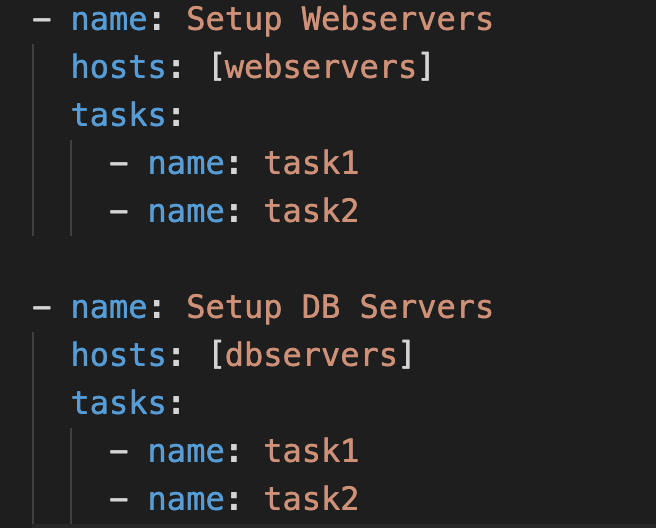 - name: Setup Webservers
  hosts: [webservers]
  tasks:
    - name: task1
    - name: task2

- name: Setup DB Servers
  hosts: [dbservers]
  tasks:
    - name: task1
    - name: task2